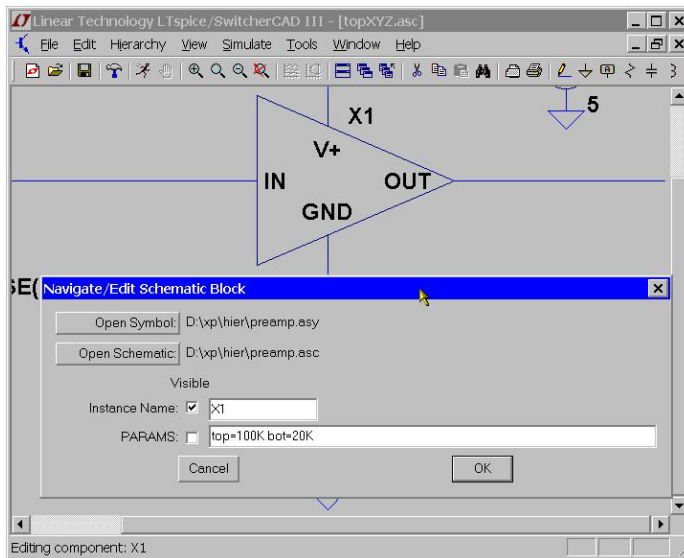 Linear Technology LTspice/SwitcherCAD III - [topXYZ.asc]
File Edit Hierarchy View Simulate Tools Window Help
X1
5
V+
IN OUT
GND
SE(
Navigate/Edit Schematic Block
Open Symbol: D:\xp\hier\preamp.asy
Open Schematic: D:\xp\hier\preamp.asc
Visible
Instance Name: X1
PARAMS: top=100K bot=20K
Cancel OK
Editing component: X1